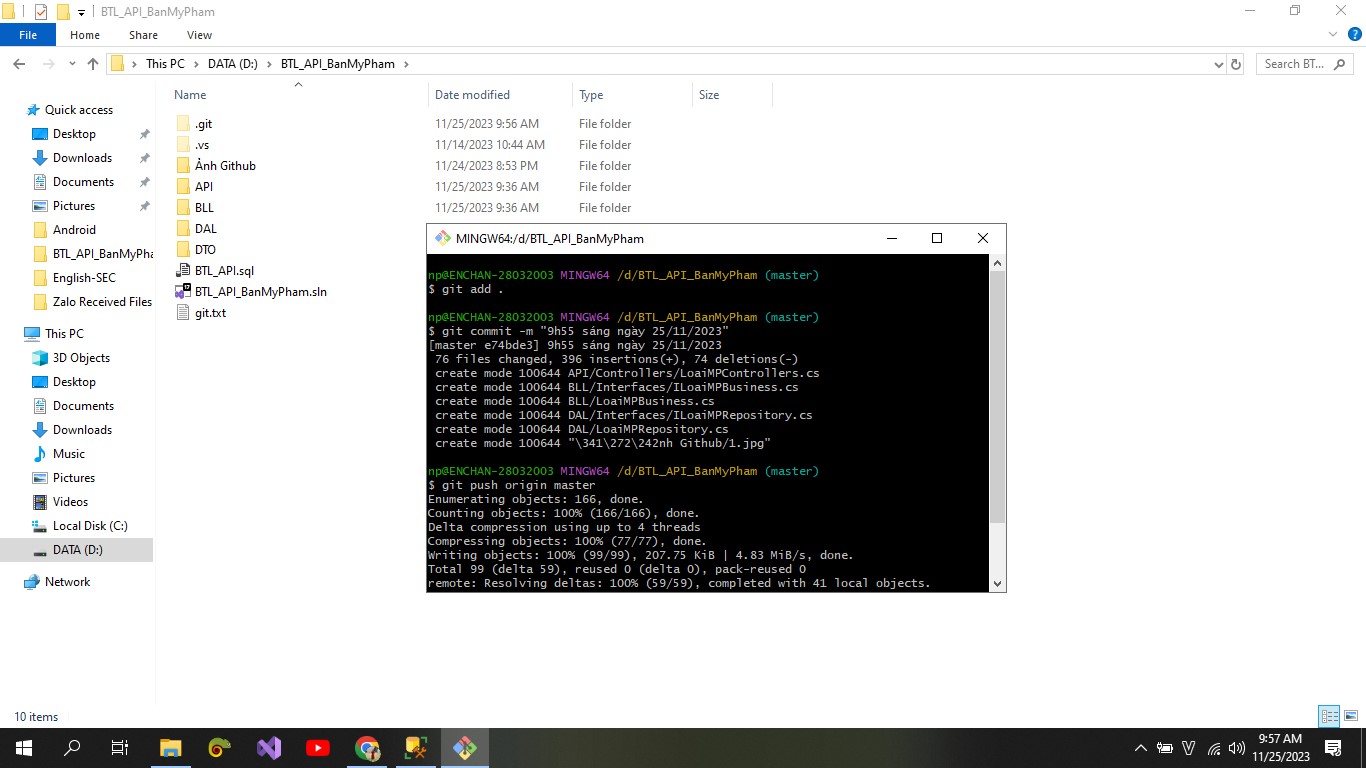 BTL_API_BanMyPham
File Home Share View
This PC DATA (D:) BTL_API_BanMyPham
Search BT...
Name Date modified Type Size
Quick access
Desktop
Downloads
Documents
Pictures
Android
BTL_API_BanMyPha
English-SEC
Zalo Received Files
This PC
3D Objects
Desktop
Documents
Downloads
Music
Pictures
Videos
Local Disk (C:)
DATA (D:)
Network
.git 11/25/2023 9:56 AM File folder
.vs 11/14/2023 10:44 AM File folder
Ảnh Github 11/24/2023 8:53 PM File folder
API 11/25/2023 9:36 AM File folder
BLL 11/25/2023 9:36 AM File folder
DAL
DTO
BTL_API.sql
BTL_API_BanMyPham.sln
git.txt
MINGW64:/d/BTL_API_BanMyPham
np@ENCHAN-28032003 MINGW64 /d/BTL_API_BanMyPham (master)
$ git add .
np@ENCHAN-28032003 MINGW64 /d/BTL_API_BanMyPham (master)
$ git commit -m "9h55 sáng ngày 25/11/2023"
[master e74bde3] 9h55 sáng ngày 25/11/2023
76 files changed, 396 insertions(+), 74 deletions(-)
create mode 100644 API/Controllers/LoaiMPControllers.cs
create mode 100644 BLL/Interfaces/ILoaiMPBusiness.cs
create mode 100644 BLL/LoaiMPBusiness.cs
create mode 100644 DAL/Interfaces/ILoaiMPRepository.cs
create mode 100644 DAL/LoaiMPRepository.cs
create mode 100644 "\341\272\242nh Github/1.jpg"
np@ENCHAN-28032003 MINGW64 /d/BTL_API_BanMyPham (master)
$ git push origin master
Enumerating objects: 166, done.
Counting objects: 100% (166/166), done.
Delta compression using up to 4 threads
Compressing objects: 100% (77/77), done.
Writing objects: 100% (99/99), 207.75 KiB | 4.83 MiB/s, done.
Total 99 (delta 59), reused 0 (delta 0), pack-reused 0
remote: Resolving deltas: 100% (59/59), completed with 41 local objects.
10 items
9:57 AM
11/25/2023